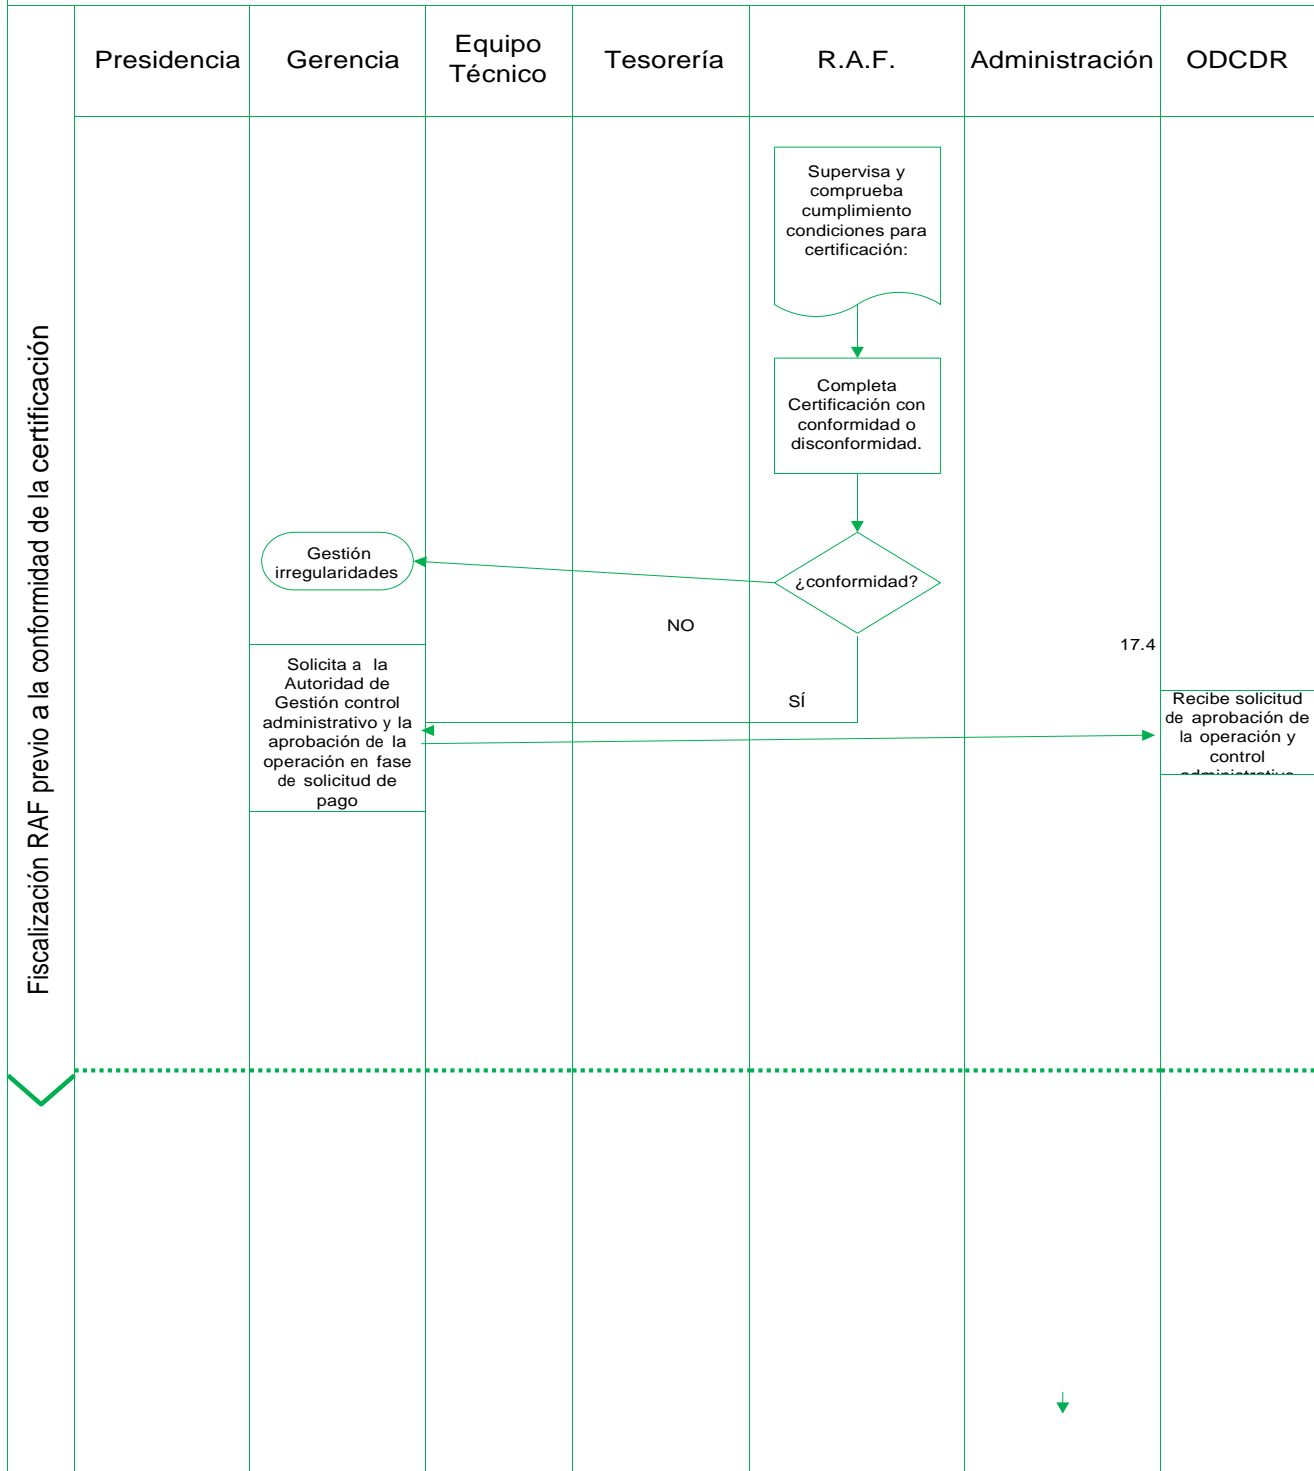 Presidencia
Gerencia
Equipo
Técnico
Tesorería
R.A.F.
Administración
ODCDR
Fiscalización RAF previo a la conformidad de la certificación
Supervisa y
comprueba
cumplimiento
condiciones para
certificación:
Completa
Certificación con
conformidad o
disconformidad.
¿conformidad?
Gestión
irregularidades
NO
SÍ
Solicita a la
Autoridad de
Gestión control
administrativo y la
aprobación de la
operación en fase
de solicitud de
pago
17.4
Recibe solicitud
de aprobación de
la operación y
control
administrativo